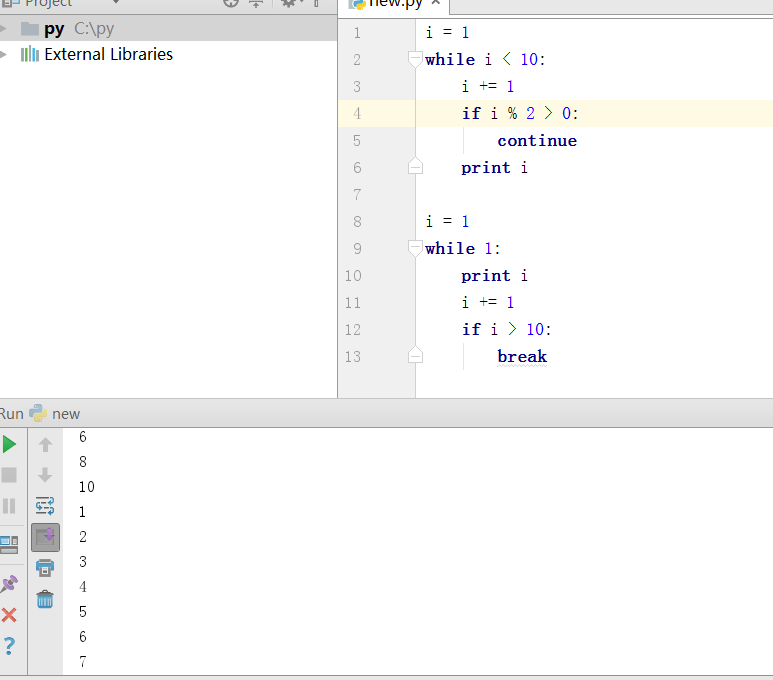 Project
new.py
py C:\py
External Libraries
1 i = 1
2 while i < 10:
3 i += 1
4 if i % 2 > 0:
5 continue
6 print i
7
8 i = 1
9 while 1:
10 print i
11 i += 1
12 if i > 10:
13 break
Run new
6
8
10
1
2
3
4
5
6
7